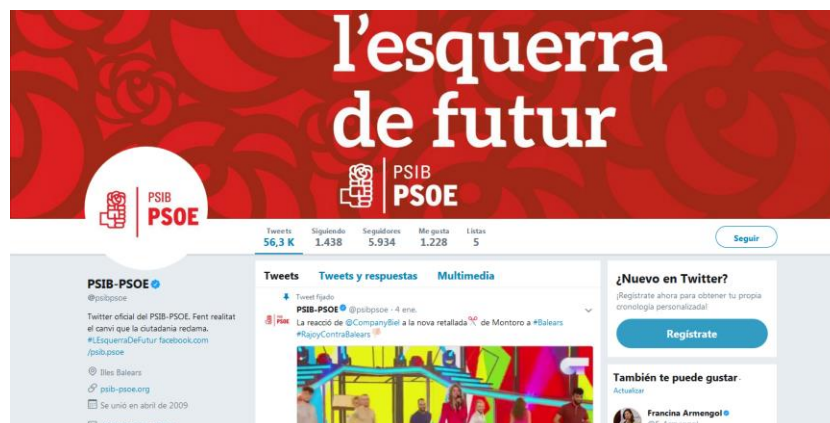 l'esquerra
de futur
PSIB
PSOE
PSIB
PSOE
Tweets Siguiendo Seguidores Me gusta Listas
56,3 K 1.438 5.934 1.228 5
Seguir
PSIB-PSOE
@psibpsoe
Twitter oficial del PSIB-PSOE. Fent realitat
el canvi que la ciutadania reclama.
#LEsquerraDeFutur facebook.com
/psib.psoe
Illes Balears
psib-psoe.org
Se unió en abril de 2009
Tweets Tweets y respuestas Multimedia
Tweet fijado
PSIB-PSOE @psibpsoe · 4 ene.
La reacció de @CompanyBiel a la nova retallada de Montoro a #Balears
#RajoyContraBalears
¿Nuevo en Twitter?
¡Regístrate ahora para obtener tu propia
cronología personalizada!
Regístrate
También te puede gustar
Actualizar
Francina Armengol